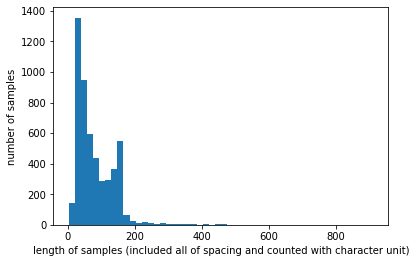 1400
1200
1000
800
600
400
200
0
number of samples
0 200 400 600 800
length of samples (included all of spacing and counted with character unit)